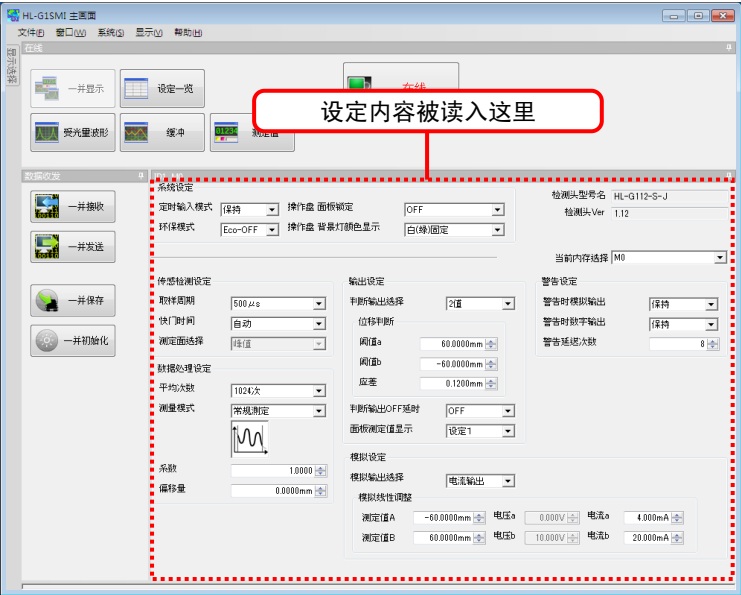 HL-G1SMI 主画面
文件(F) 窗口(W) 系统(S) 显示(V) 帮助(H)
显示选择
在线
一并显示 设定一览 在线
设定内容被读入这里
受光量波形 缓冲 测定值
数据收发
一并接收
一并发送
一并保存
一并初始化
系统设定
定时输入模式 保持 操作盘 面板锁定 OFF
环保模式 Eco-OFF 操作盘 背景灯颜色显示 白(绿)固定
检测头型号名 HL-G112-S-J
检测头Ver 1.12
当前内存选择 M0
传感检测设定
取样周期 500μs
快门时间 自动
测定面选择 峰值
数据处理设定
平均次数 1024次
测量模式 常规测定
系数 1.0000
偏移量 0.0000mm
输出设定
判断输出选择 2值
位移判断
阈值a 60.0000mm
阈值b -60.0000mm
应差 0.1200mm
判断输出OFF延时 OFF
面板测定值显示 设定1
警告设定
警告时模拟输出 保持
警告时数字输出 保持
警告延迟次数 8
模拟设定
模拟输出选择 电流输出
模拟线性调整
测定值A -60.0000mm 电压a 0.000V 电流a 4.000mA
测定值B 60.0000mm 电压b 10.000V 电流b 20.000mA